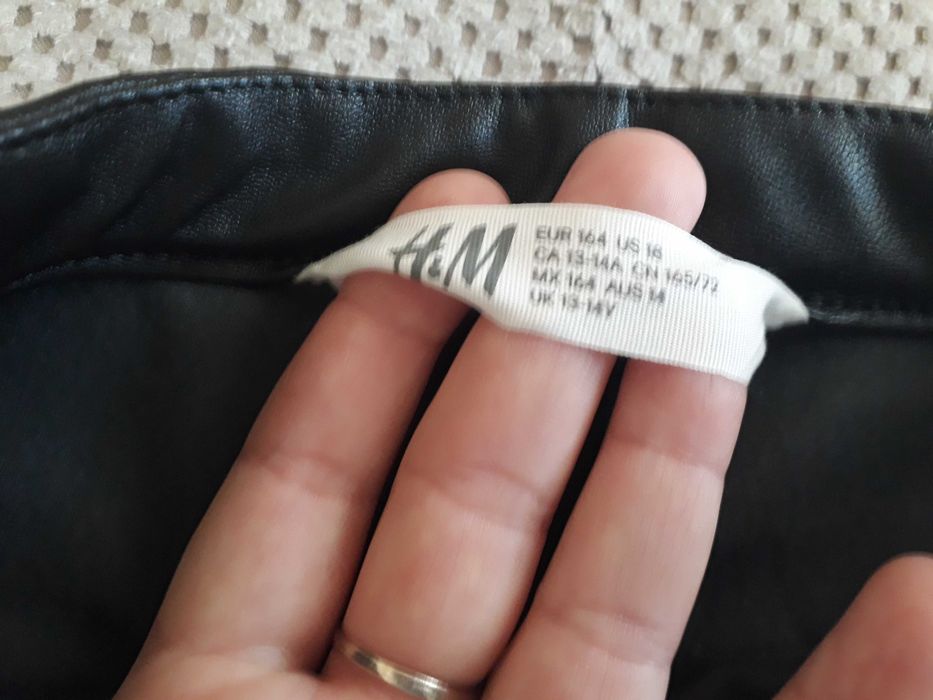 H&M
EUR 164 US 16
CA 13-14A CN 165/72
MX 164 AUS 14
UK 13-14Y